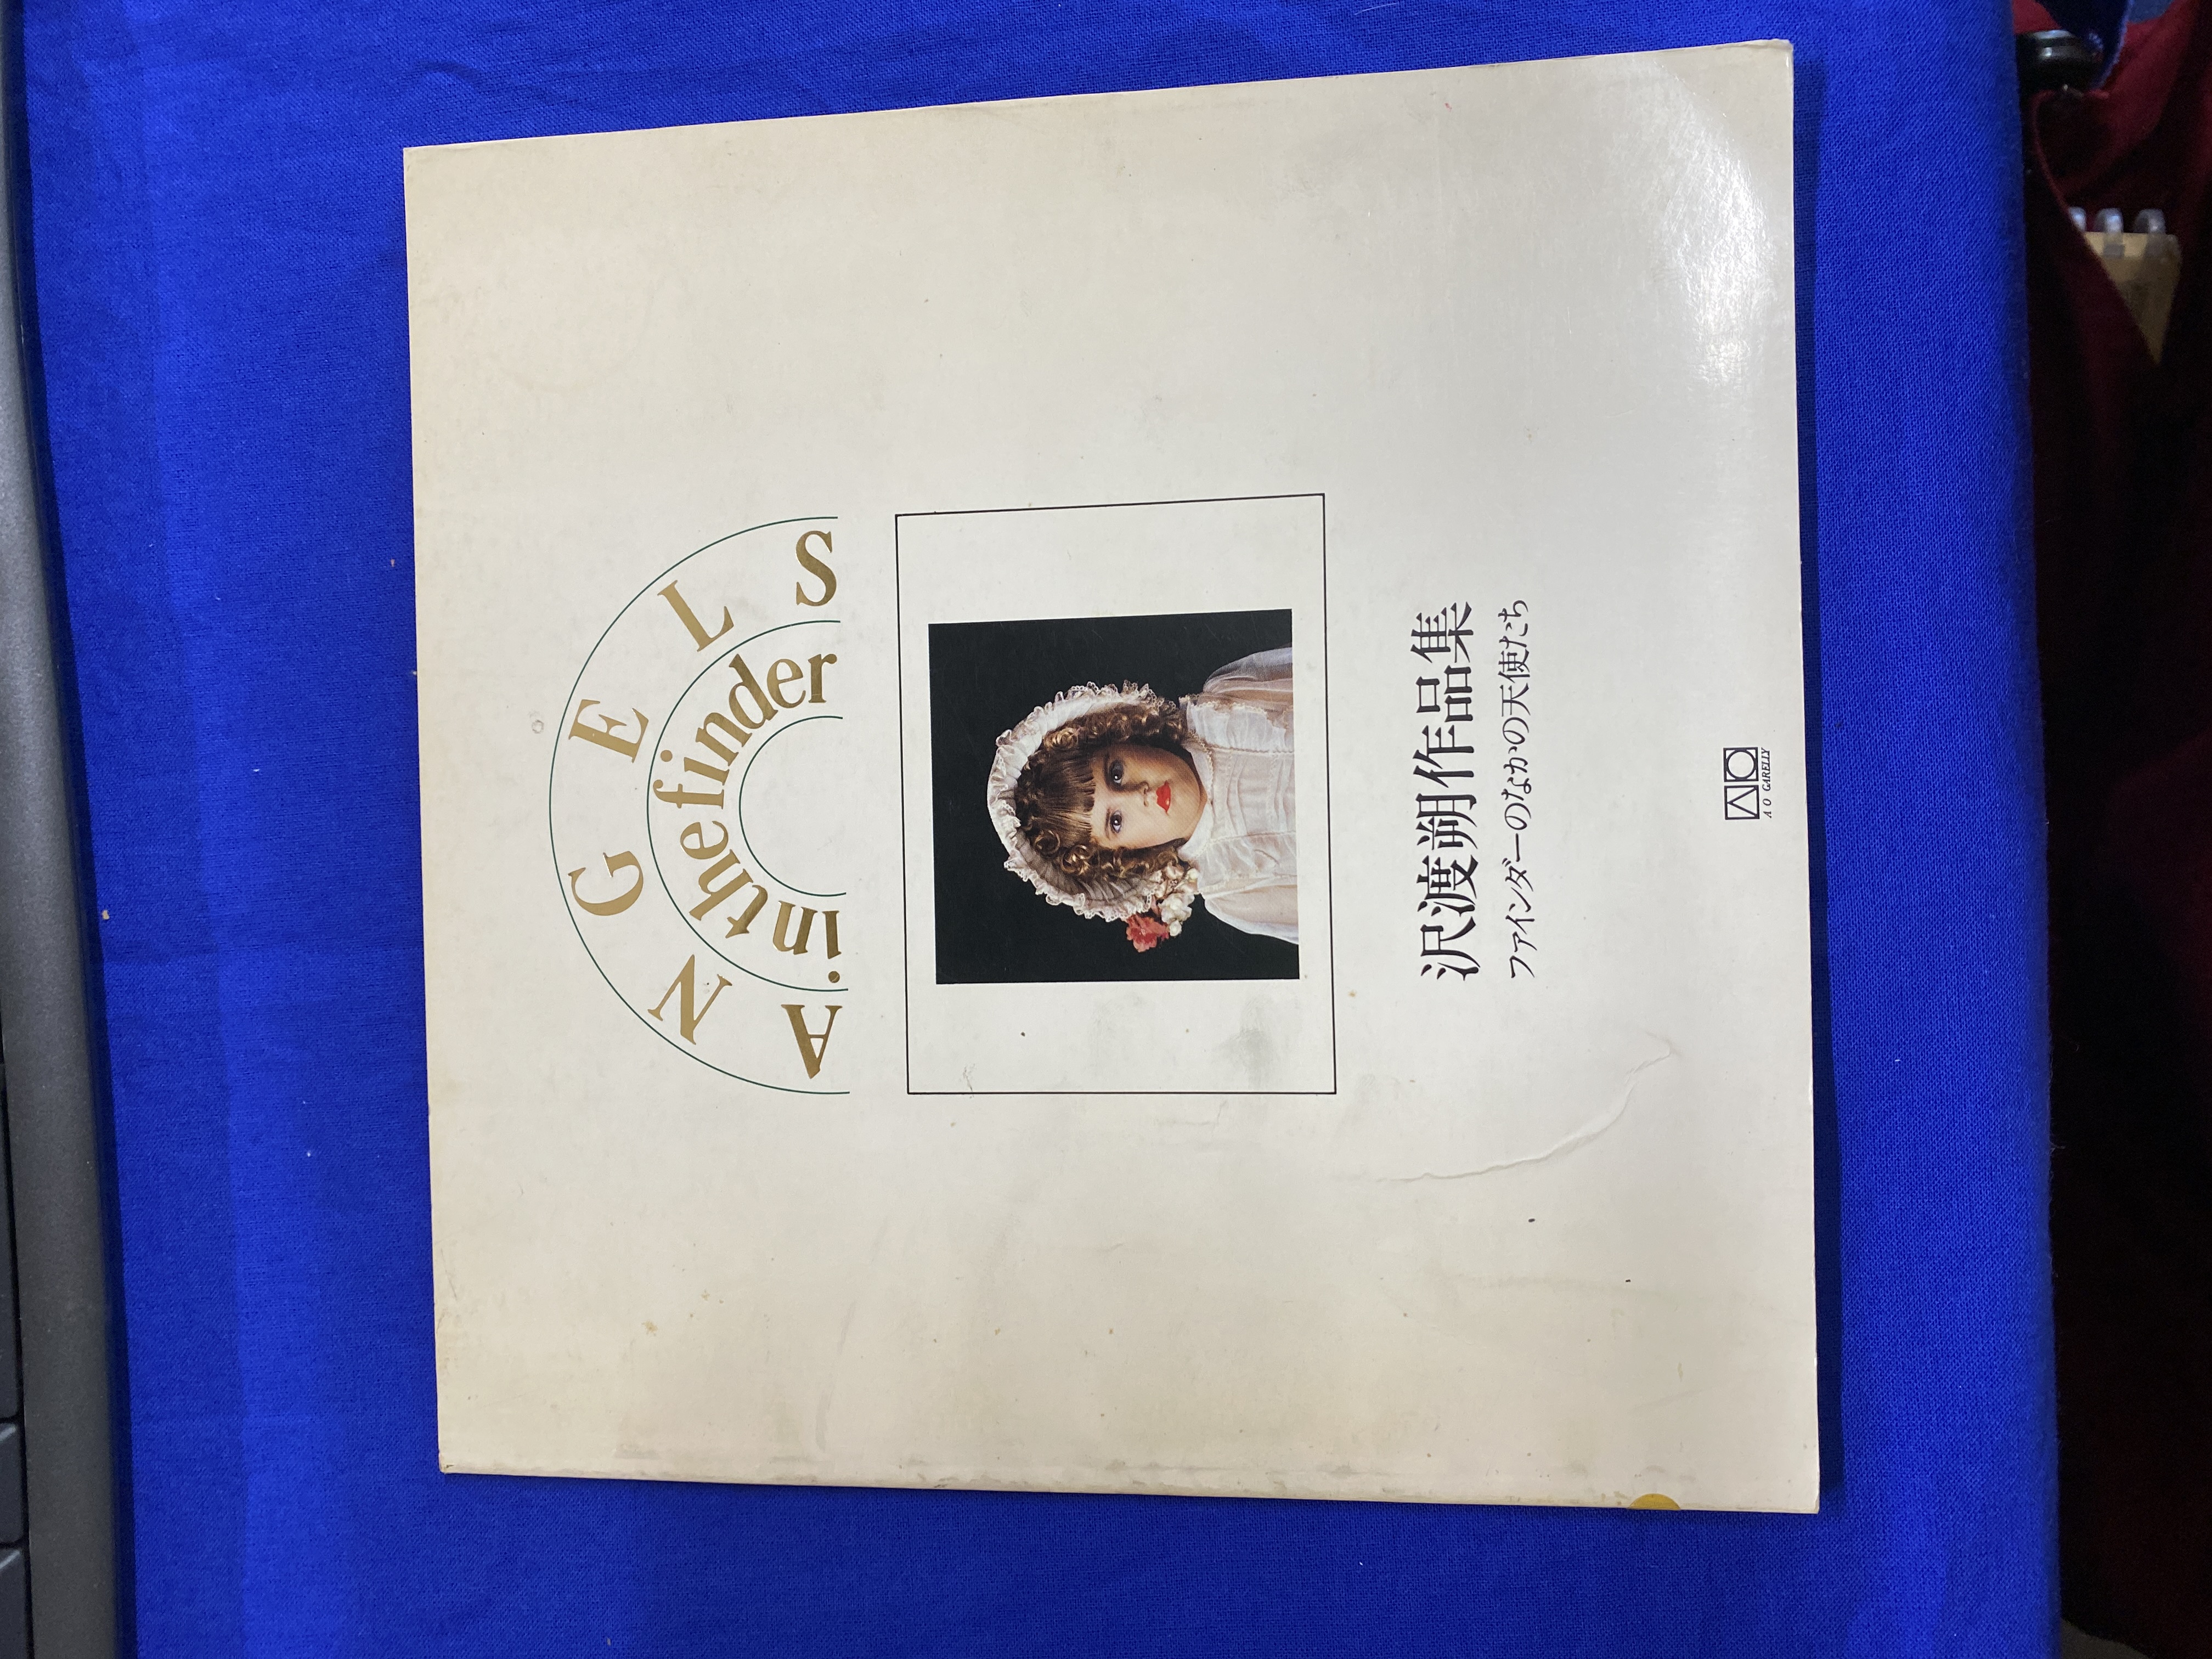 ANGELS
in the finder
沢渡朔作品集
ファインダーのなかの天使たち
AO GARELLY